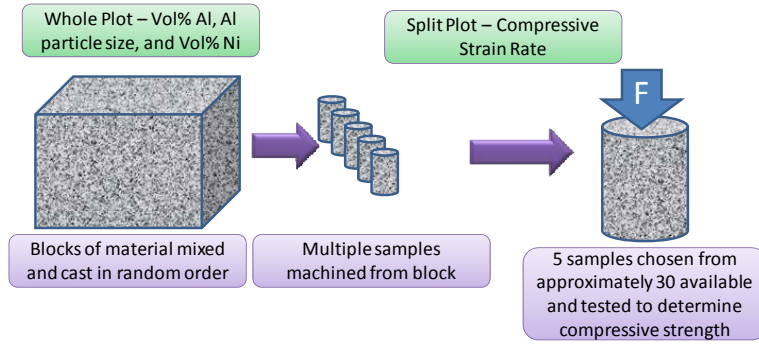 Whole Plot – Vol% Al, Al
particle size, and Vol% Ni
Split Plot – Compressive
Strain Rate
F
Blocks of material mixed
and cast in random order
Multiple samples
machined from block
5 samples chosen from
approximately 30 available
and tested to determine
compressive strength